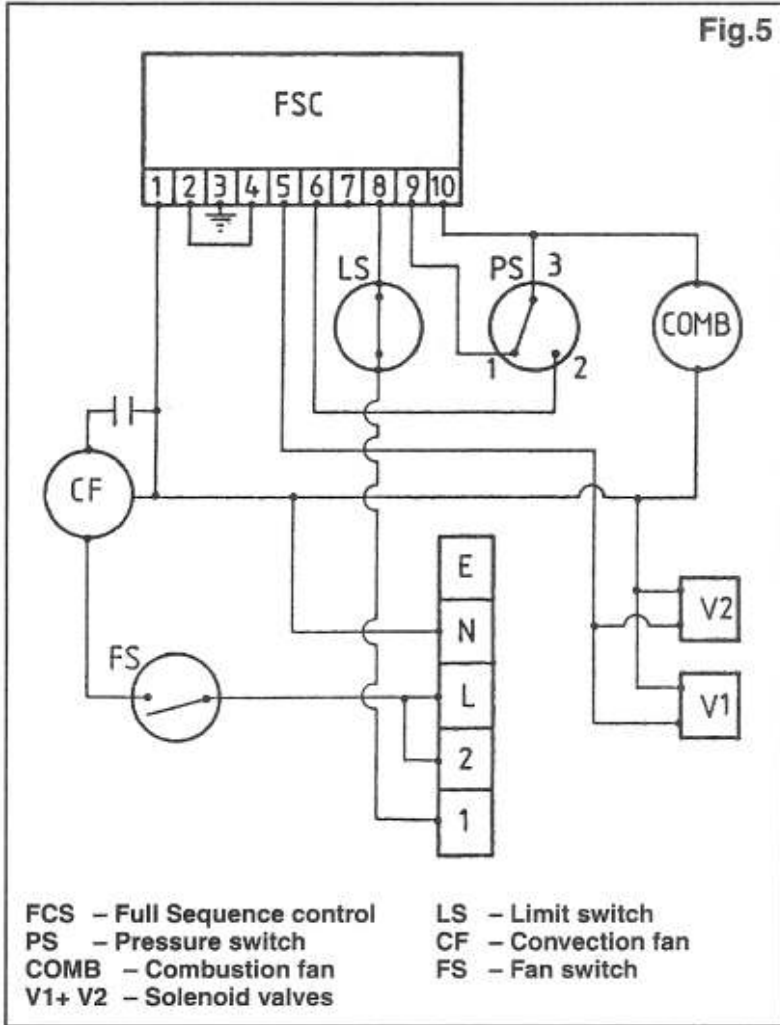 Fig.5
FSC
1 2 3 4 5 6 7 8 9 10
LS
PS 3
COMB
1 2
CF
E
N
V2
FS
L
V1
2
1
FCS – Full Sequence control
PS – Pressure switch
COMB – Combustion fan
V1+ V2 – Solenoid valves
LS – Limit switch
CF – Convection fan
FS – Fan switch